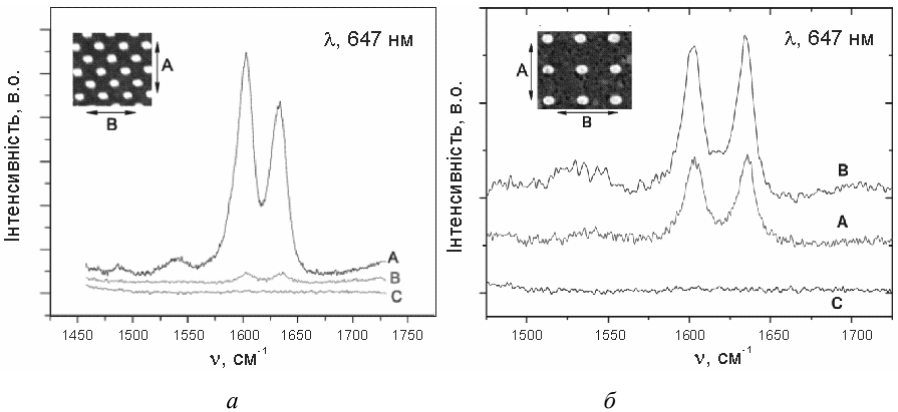 λ, 647 нм
A
B
Інтенсивність, в.о.
A
B
C
1450 1500 1550 1600 1650 1700 1750
ν, см-1
а
λ, 647 нм
A
B
Інтенсивність, в.о.
B
A
C
1500 1550 1600 1650 1700
ν, см-1
б